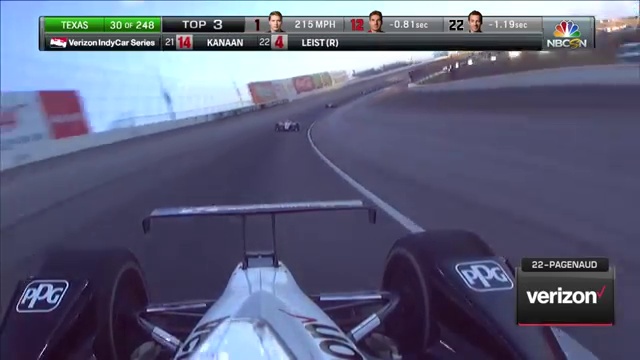 TEXAS 30 OF 248 TOP 3 1 215 MPH 12 -0.81sec 22 -1.19sec
Verizon IndyCar Series 21 14 KANAAN 22 4 LEIST (R) NBCSN
PPG PPG
22-PAGENAUD
verizon